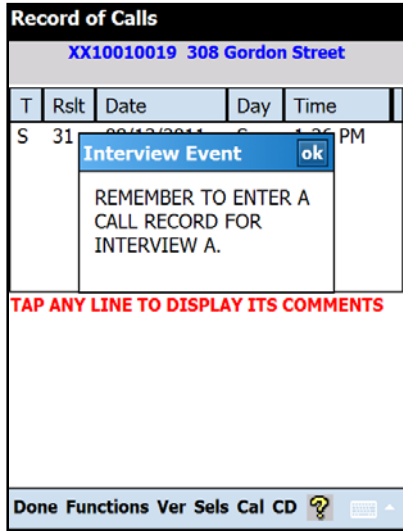 Record of Calls
XX10010019 308 Gordon Street
T Rslt Date Day Time
S 31 PM
Interview Event ok
REMEMBER TO ENTER A
CALL RECORD FOR
INTERVIEW A.
TAP ANY LINE TO DISPLAY ITS COMMENTS
Done Functions Ver Sels Cal CD ?